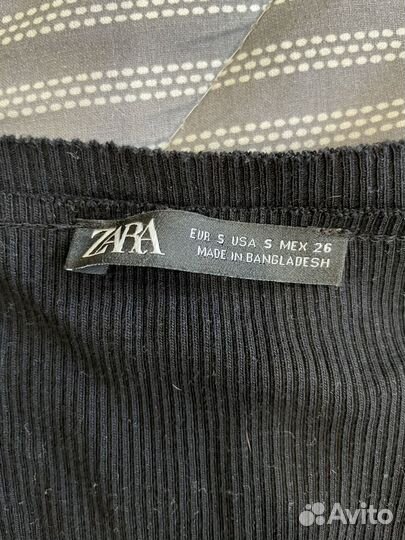 ZARA
EUR S USA S MEX 26
MADE IN BANGLADESH
Avito